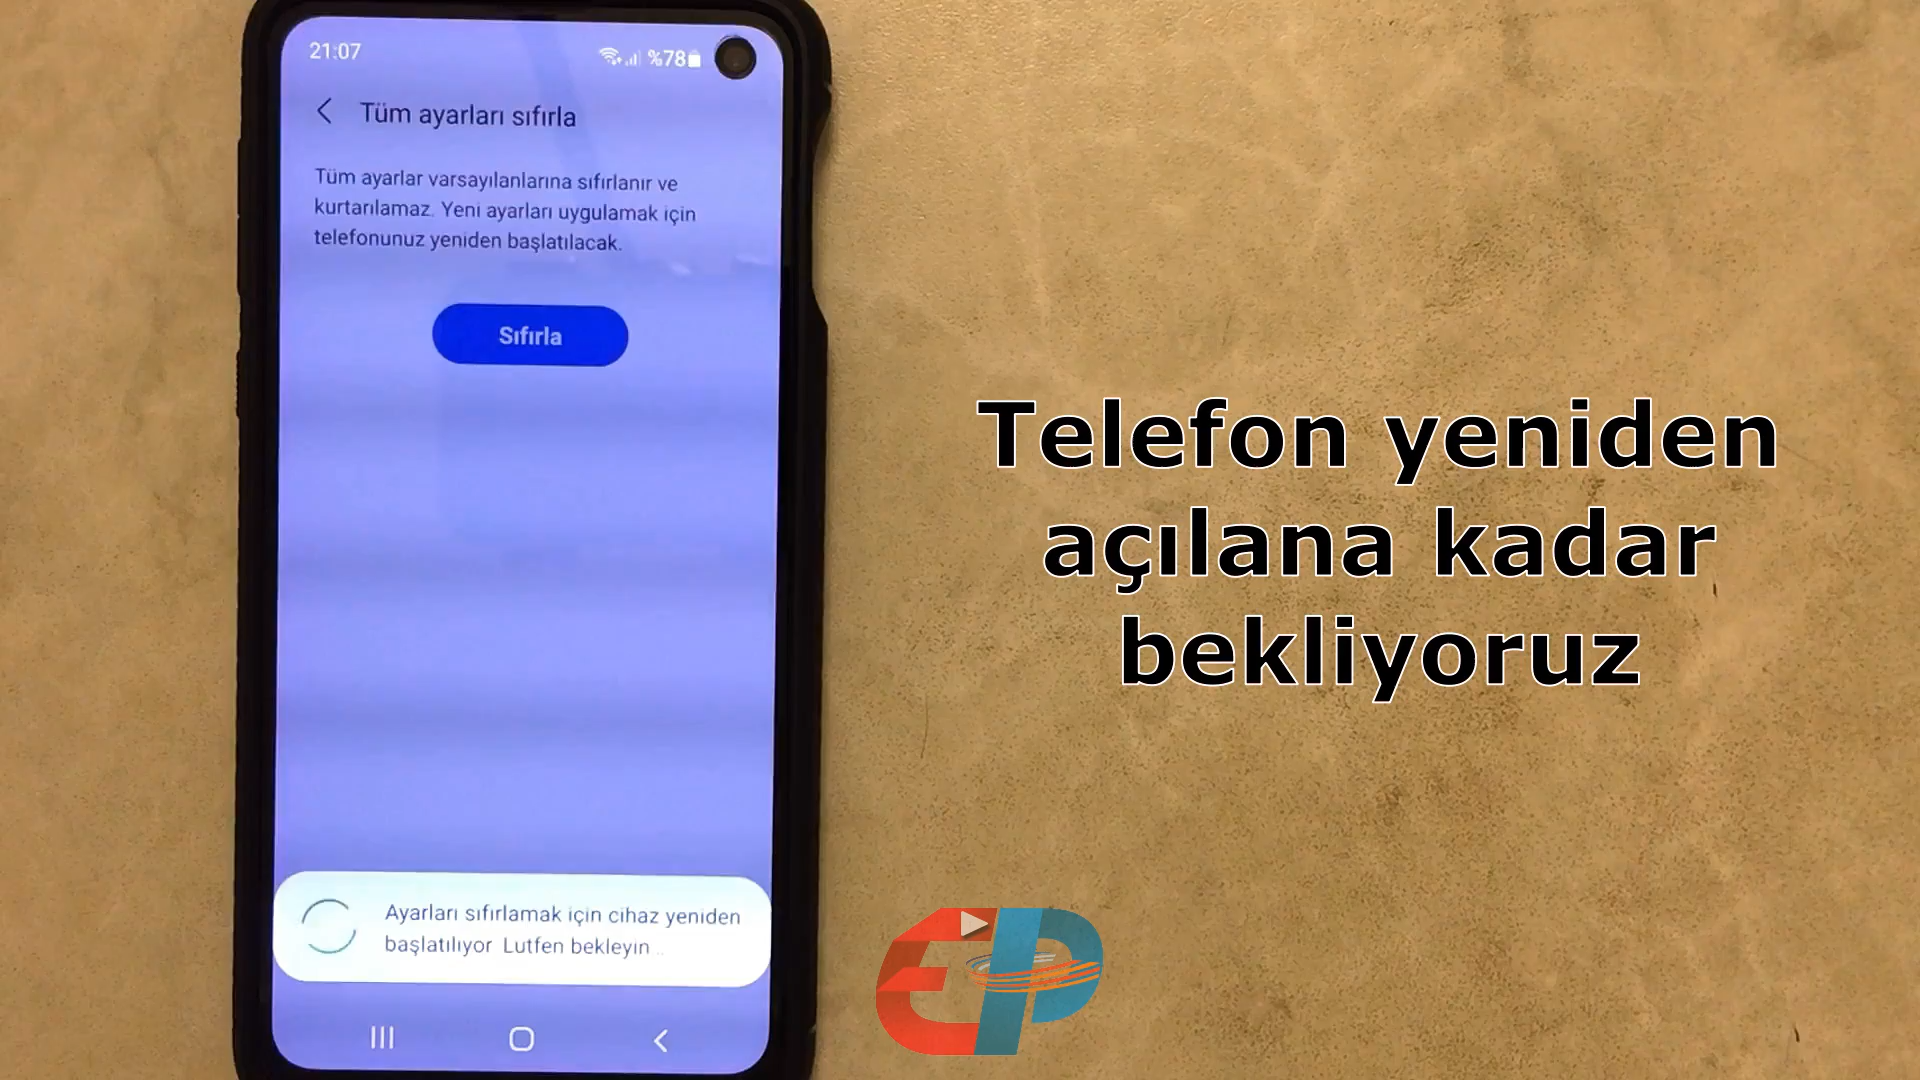 21:07
%78
Tüm ayarları sıfırla
Tüm ayarlar varsayılanlarına sıfırlanır ve
kurtarılamaz. Yeni ayarları uygulamak için
telefonunuz yeniden başlatılacak.
Sıfırla
Telefon yeniden
açılana kadar
bekliyoruz
Ayarları sıfırlamak için cihaz yeniden
başlatılıyor Lutfen bekleyin ..
EP